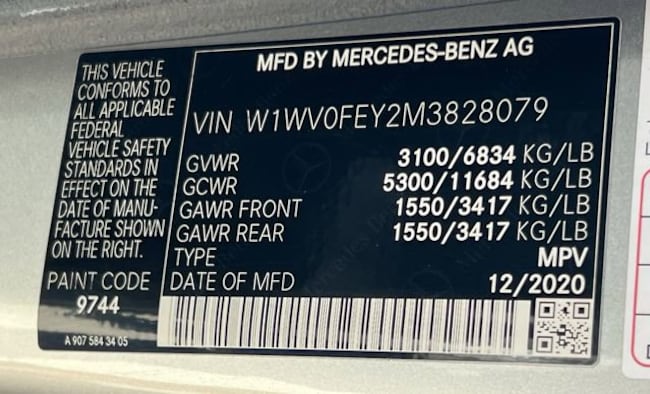 MFD BY MERCEDES-BENZ AG
THIS VEHICLE
CONFORMS TO
ALL APPLICABLE
FEDERAL
VEHICLE SAFETY
STANDARDS IN
EFFECT ON THE
DATE OF MANU-
FACTURE SHOWN
ON THE RIGHT.
PAINT CODE
9744
A 907 584 34 05
VIN W1WV0FEY2M3828079
GVWR 3100/6834 KG/LB
GCWR 5300/11684 KG/LB
GAWR FRONT 1550/3417 KG/LB
GAWR REAR 1550/3417 KG/LB
TYPE MPV
DATE OF MFD 12/2020